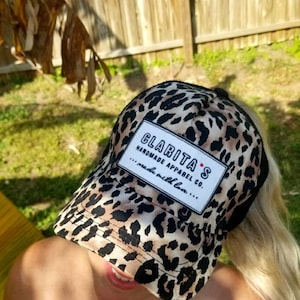 CLARITA'S
HANDMADE APPAREL CO.
... made with love ...